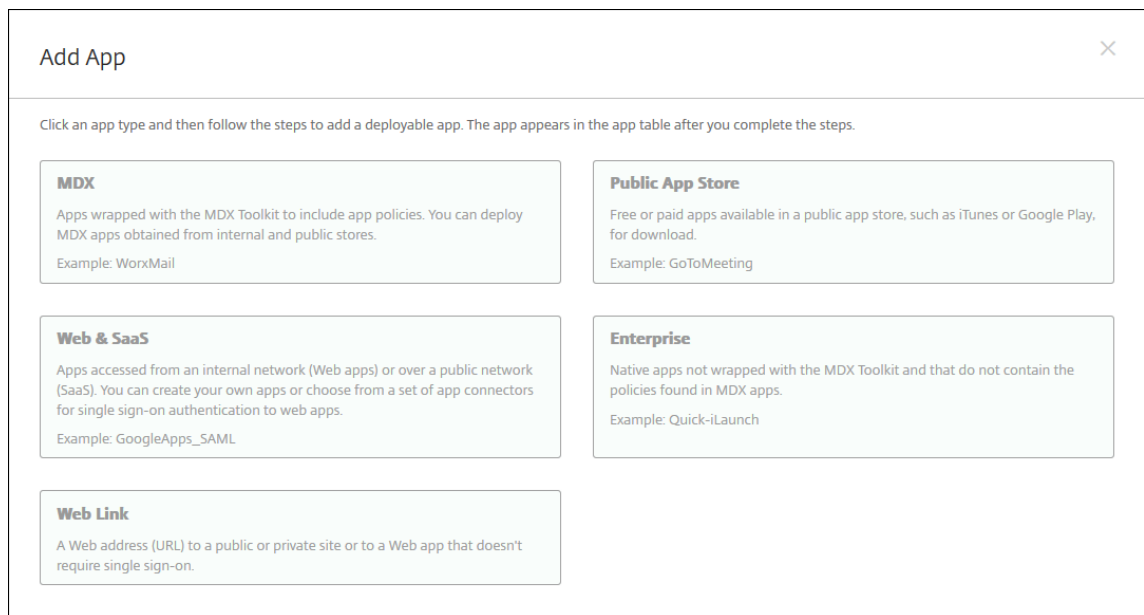 Add App
Click an app type and then follow the steps to add a deployable app. The app appears in the app table after you complete the steps.
MDX
Apps wrapped with the MDX Toolkit to include app policies. You can deploy
MDX apps obtained from internal and public stores.
Example: WorxMail
Public App Store
Free or paid apps available in a public app store, such as iTunes or Google Play,
for download.
Example: GoToMeeting
Web & SaaS
Apps accessed from an internal network (Web apps) or over a public network
(SaaS). You can create your own apps or choose from a set of app connectors
for single sign-on authentication to web apps.
Example: GoogleApps_SAML
Enterprise
Native apps not wrapped with the MDX Toolkit and that do not contain the
policies found in MDX apps.
Example: Quick-iLaunch
Web Link
A Web address (URL) to a public or private site or to a Web app that doesn't
require single sign-on.